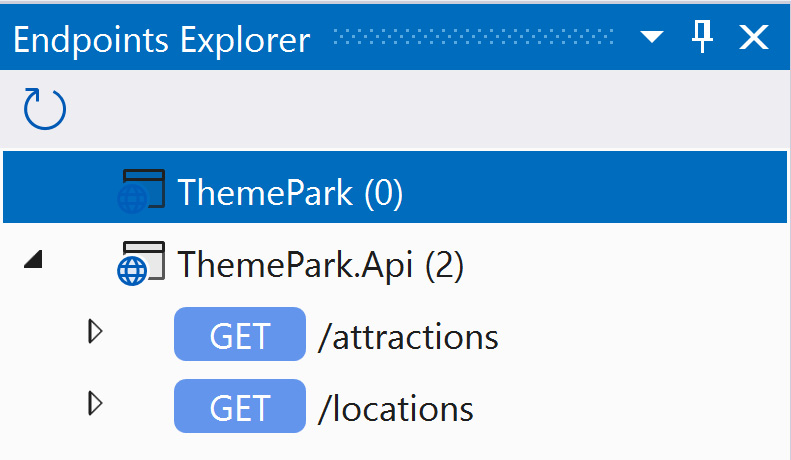 Endpoints Explorer
ThemePark (0)
ThemePark.Api (2)
GET /attractions
GET /locations